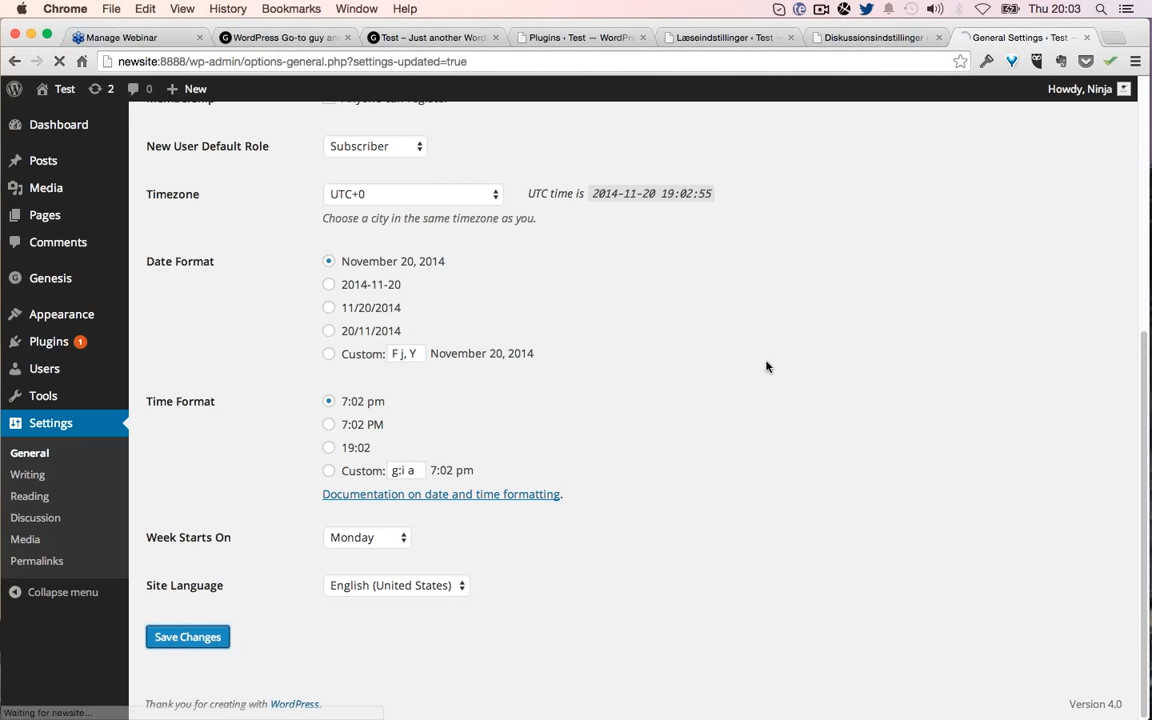 Chrome File Edit View History Bookmarks Window Help Thu 20:03
Manage Webinar
WordPress Go-to guy an
Test – Just another Word
Plugins ‹ Test — WordPr
Læseindstillinger ‹ Test –
Diskussionsindstillinger ‹
General Settings ‹ Test –
newsite:8888/wp-admin/options-general.php?settings-updated=true
Test 2 0 New Howdy, Ninja
Dashboard
Posts
Media
Pages
Comments
Genesis
Appearance
Plugins 1
Users
Tools
Settings
General
Writing
Reading
Discussion
Media
Permalinks
Collapse menu
Membership Anyone can register
New User Default Role Subscriber
Timezone UTC+0 UTC time is 2014-11-20 19:02:55
Choose a city in the same timezone as you.
Date Format November 20, 2014
2014-11-20
11/20/2014
20/11/2014
Custom: F j, Y November 20, 2014
Time Format 7:02 pm
7:02 PM
19:02
Custom: g:i a 7:02 pm
Documentation on date and time formatting.
Week Starts On Monday
Site Language English (United States)
Save Changes
Thank you for creating with WordPress. Version 4.0
Waiting for newsite...